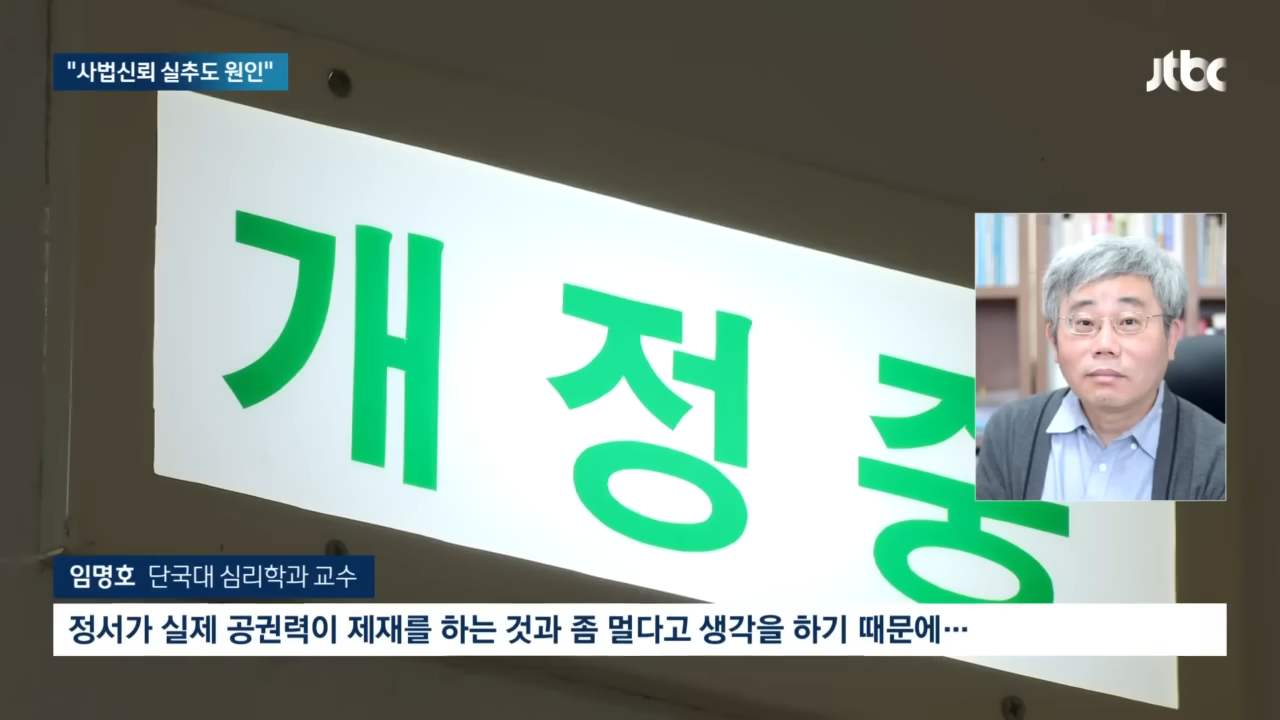 "사법신뢰 실추도 원인"
jtbc
개정중
임명호 단국대 심리학과 교수
정서가 실제 공권력이 제재를 하는 것과 좀 멀다고 생각을 하기 때문에…